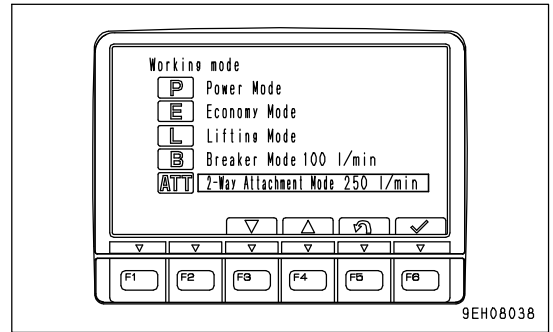 Working mode
P Power Mode
E Economy Mode
L Lifting Mode
B Breaker Mode 100 l/min
ATT 2-Way Attachment Mode 250 l/min
F1 F2 F3 F4 F5 F6
9EH08038